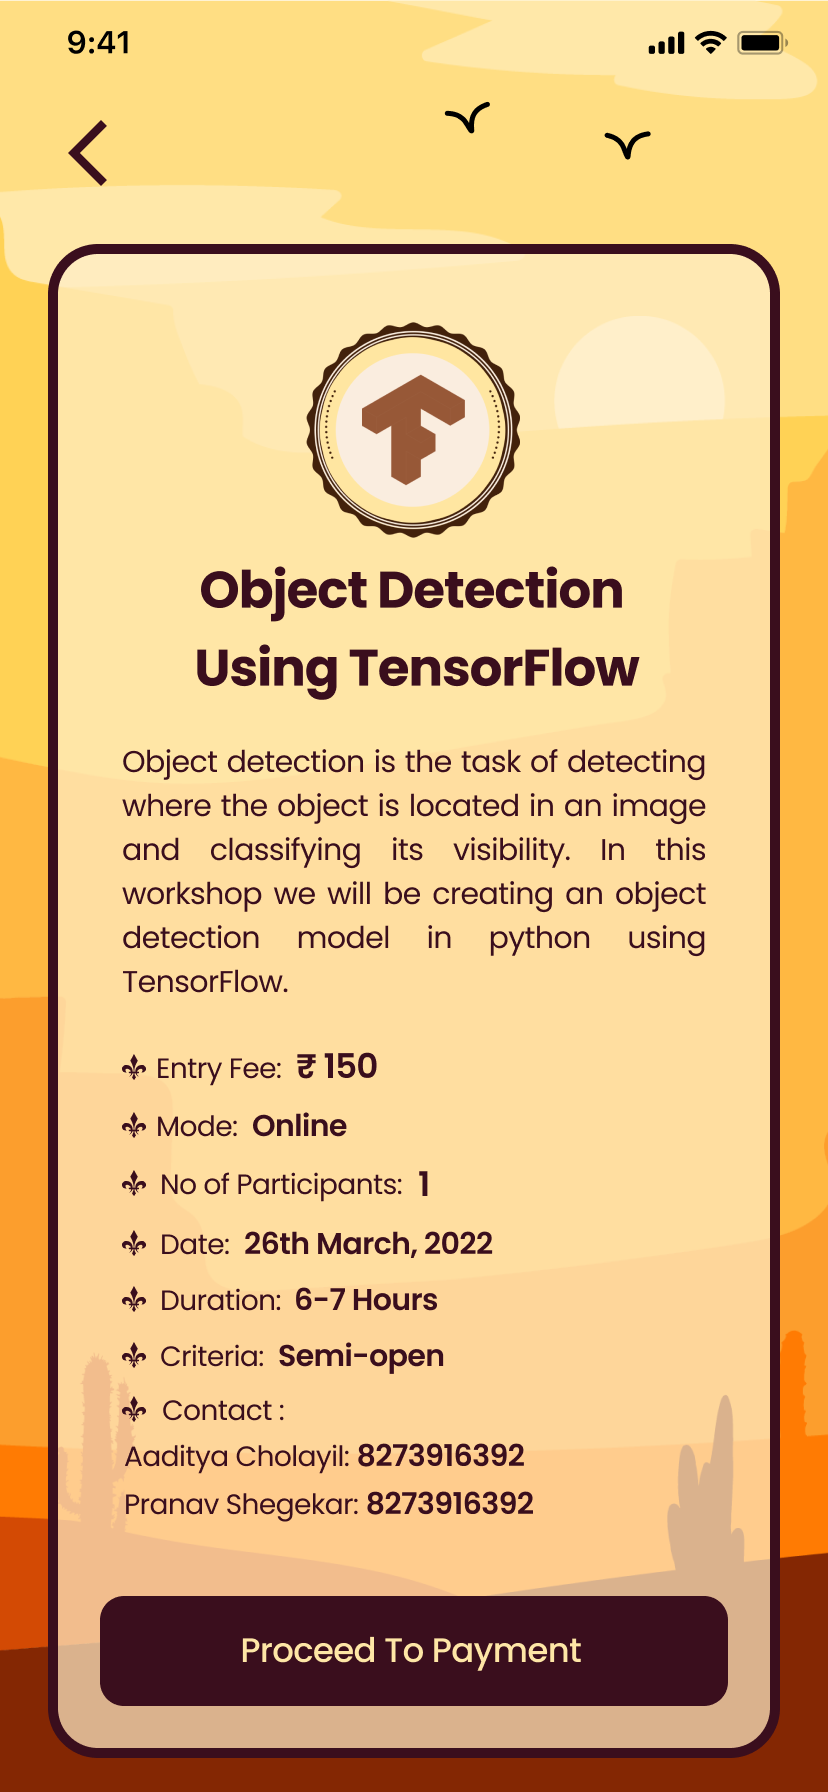 9:41
Object Detection
Using TensorFlow
Object detection is the task of detecting
where the object is located in an image
and classifying its visibility. In this
workshop we will be creating an object
detection model in python using
TensorFlow.
Entry Fee: ₹ 150
Mode: Online
No of Participants: 1
Date: 26th March, 2022
Duration: 6-7 Hours
Criteria: Semi-open
Contact :
Aaditya Cholayil: 8273916392
Pranav Shegekar: 8273916392
Proceed To Payment